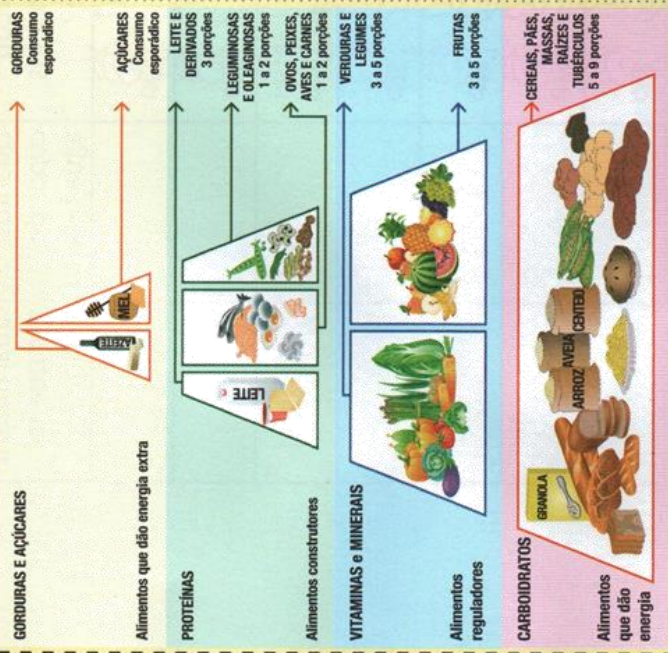 GORDURAS E AÇÚCARES
Alimentos que dão energia extra
AZEITE
MEL
GORDURAS
Consumo
esporádico
AÇÚCARES
Consumo
esporádico
PROTEÍNAS
Alimentos construtores
LEITE
LEITE E
DERIVADOS
3 porções
LEGUMINOSAS
E OLEAGINOSAS
1 a 2 porções
OVOS, PEIXES,
AVES E CARNES
1 a 2 porções
VITAMINAS e MINERAIS
Alimentos
reguladores
VERDURAS E
LEGUMES
3 a 5 porções
FRUTAS
3 a 5 porções
CARBOIDRATOS
Alimentos
que dão
energia
GRANOLA
ARROZ
AVEIA
CENTEIO
CEREAIS, PÃES,
MASSAS,
RAÍZES E
TUBÉRCULOS
5 a 9 porções